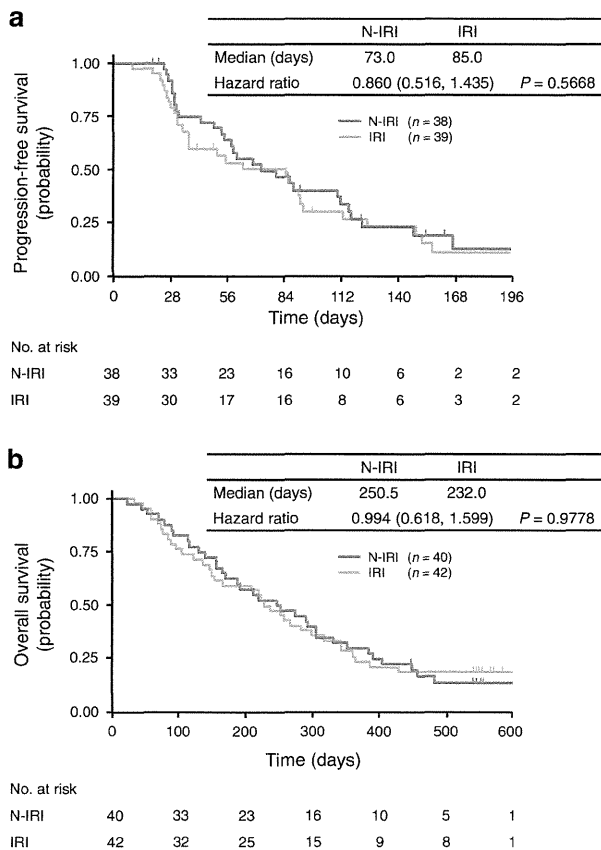 a
N-IRI IRI
Median (days) 73.0 85.0
Hazard ratio 0.860 (0.516, 1.435) P = 0.5668
N-IRI (n = 38)
IRI (n = 39)
Progression-free survival
(probability)
1.00
0.75
0.50
0.25
0.00
0 28 56 84 112 140 168 196
Time (days)
No. at risk
N-IRI 38 33 23 16 10 6 2 2
IRI 39 30 17 16 8 6 3 2
b
N-IRI IRI
Median (days) 250.5 232.0
Hazard ratio 0.994 (0.618, 1.599) P = 0.9778
N-IRI (n = 40)
IRI (n = 42)
Overall survival
(probability)
1.00
0.75
0.50
0.25
0.00
0 100 200 300 400 500 600
Time (days)
No. at risk
N-IRI 40 33 23 16 10 5 1
IRI 42 32 25 15 9 8 1